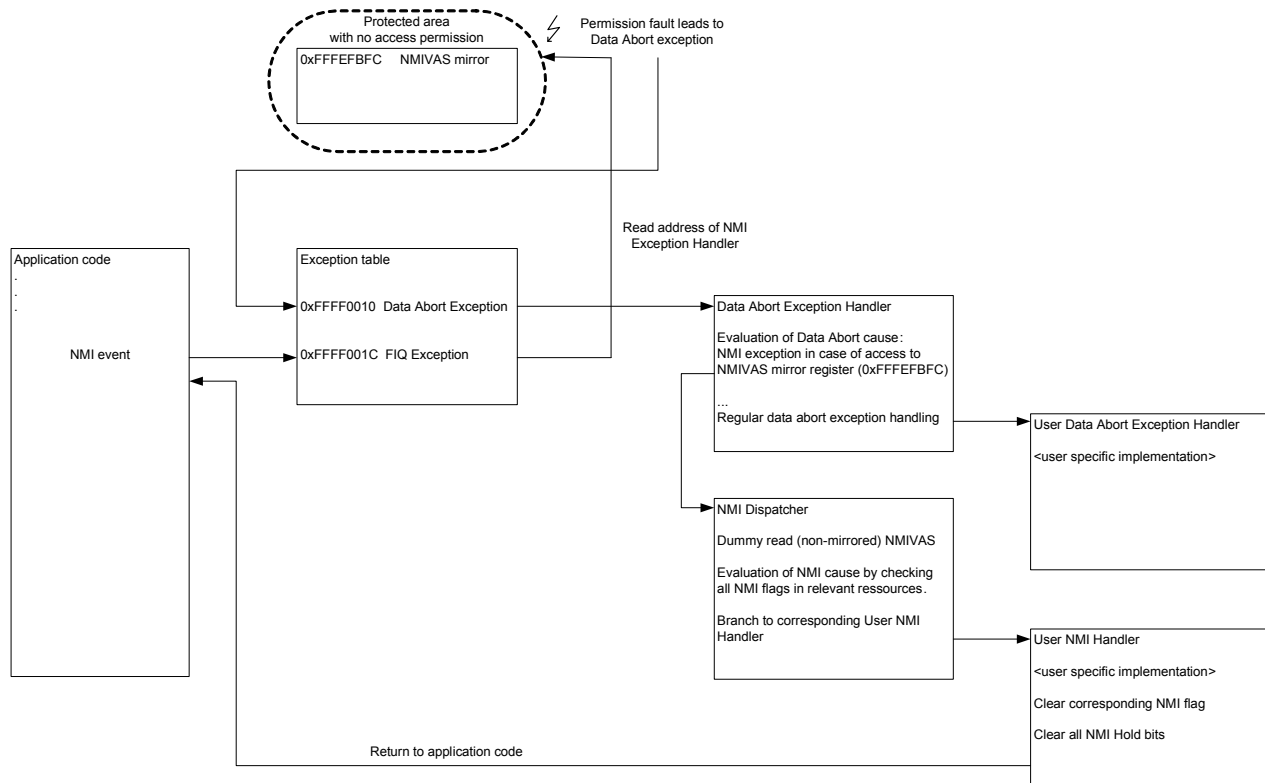 Protected area
with no access permission
0xFFFEFBFC NMIVAS mirror
Permission fault leads to
Data Abort exception
Read address of NMI
Exception Handler
Application code
.
.
.
NMI event
Exception table
0xFFFF0010 Data Abort Exception
0xFFFF001C FIQ Exception
Data Abort Exception Handler
Evaluation of Data Abort cause:
NMI exception in case of access to
NMIVAS mirror register (0xFFFEFBFC)
...
Regular data abort exception handling
User Data Abort Exception Handler
<user specific implementation>
NMI Dispatcher
Dummy read (non-mirrored) NMIVAS
Evaluation of NMI cause by checking
all NMI flags in relevant ressources.
Branch to corresponding User NMI
Handler
User NMI Handler
<user specific implementation>
Clear corresponding NMI flag
Clear all NMI Hold bits
Return to application code